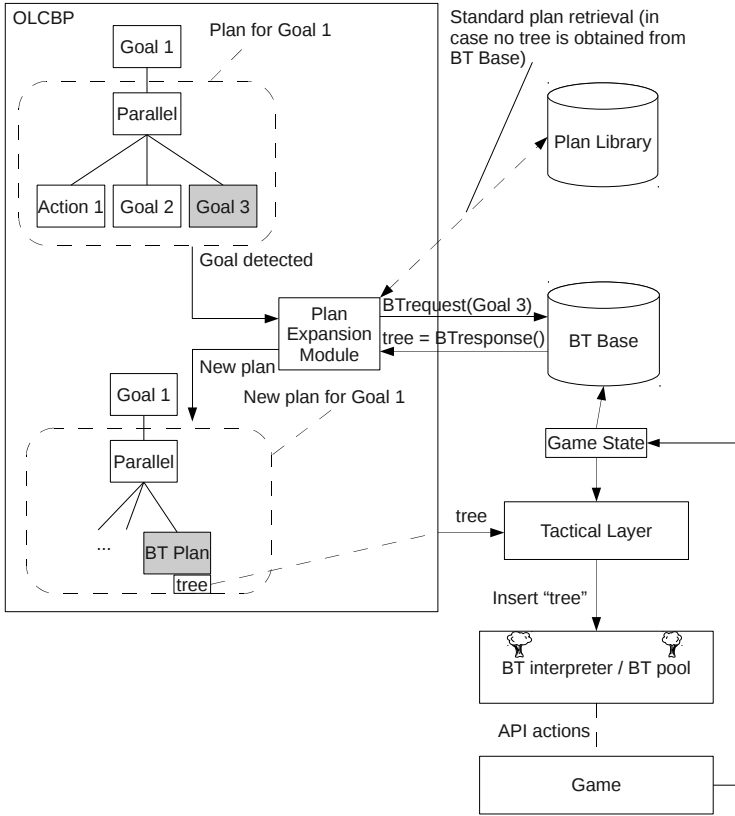 OLCBP
Goal 1
Plan for Goal 1
Standard plan retrieval (in
case no tree is obtained from
BT Base)
Parallel
Plan Library
Action 1
Goal 2
Goal 3
Goal detected
Plan
Expansion
Module
BTrequest(Goal 3)
tree = BTresponse()
BT Base
New plan
Goal 1
New plan for Goal 1
Parallel
Game State
...
BT Plan
tree
tree
Tactical Layer
Insert “tree”
BT interpreter / BT pool
API actions
Game